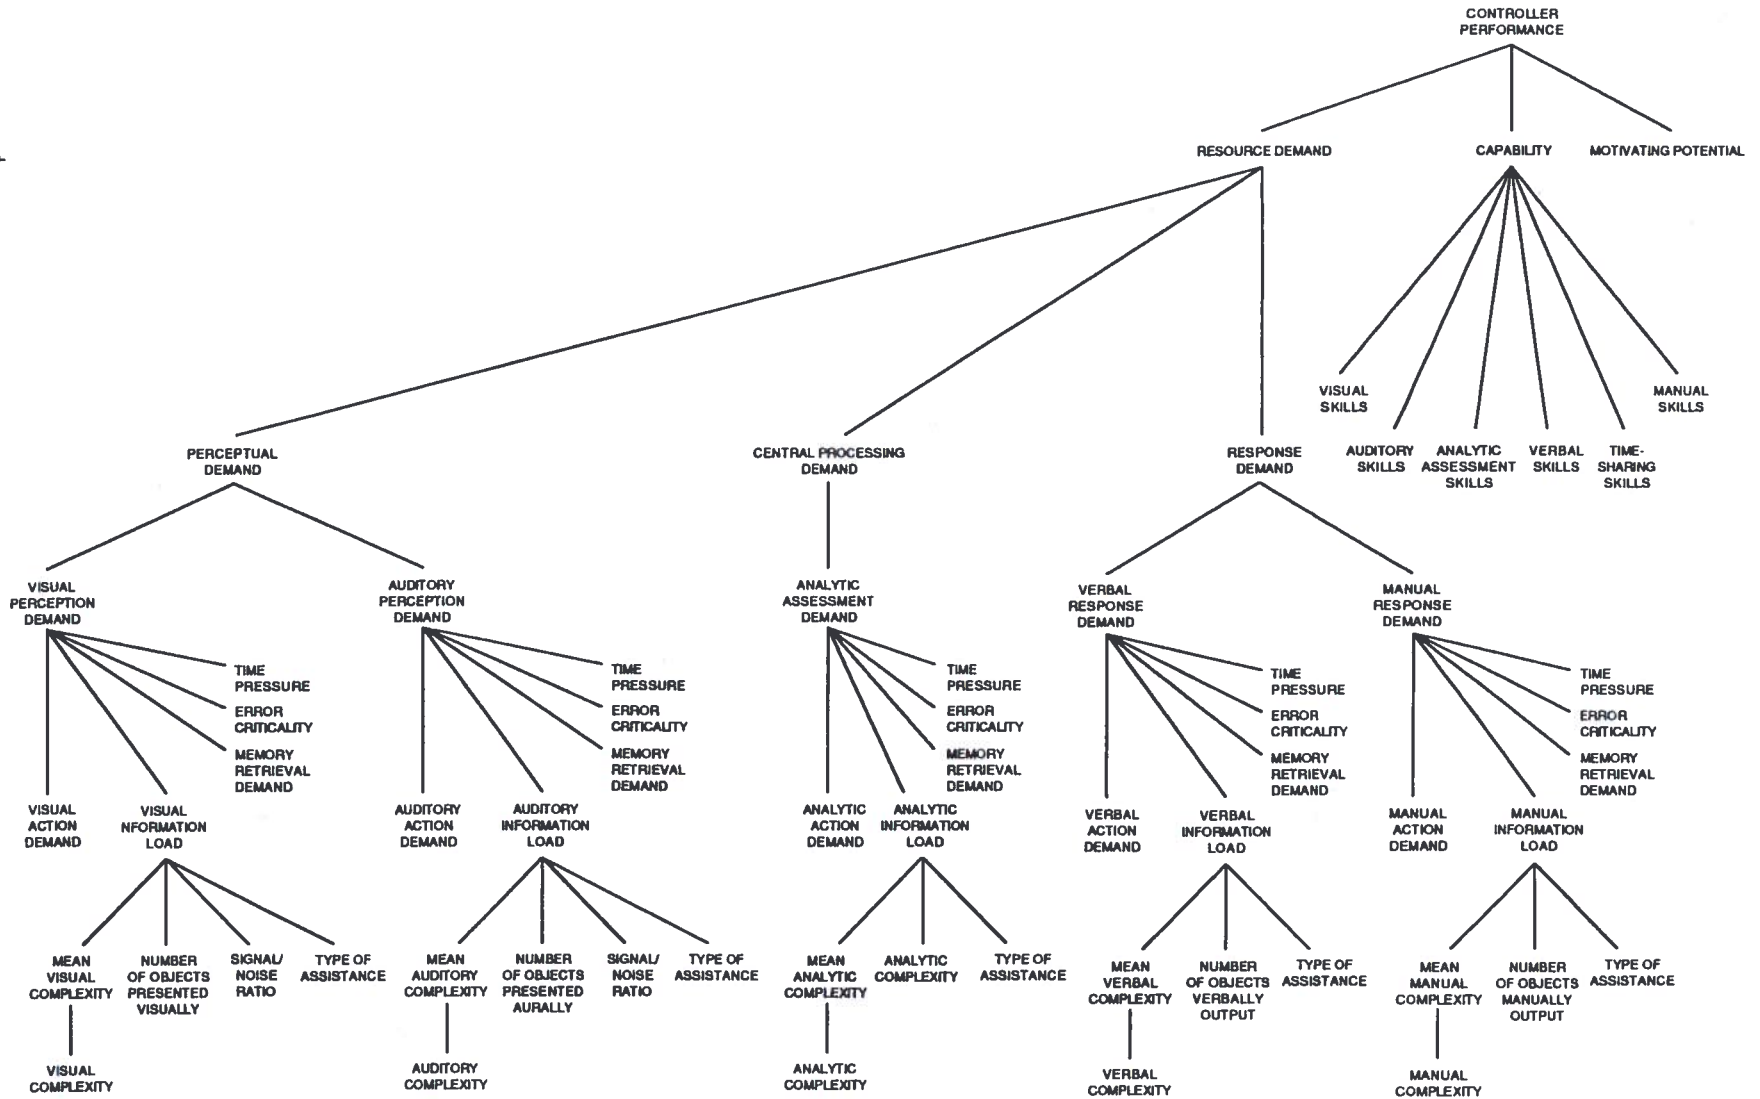 CONTROLLER
PERFORMANCE
RESOURCE DEMAND
CAPABILITY
MOTIVATING POTENTIAL
VISUAL
SKILLS
MANUAL
SKILLS
AUDITORY
SKILLS
ANALYTIC
ASSESSMENT
SKILLS
VERBAL
SKILLS
TIME-
SHARING
SKILLS
PERCEPTUAL
DEMAND
CENTRAL PROCESSING
DEMAND
RESPONSE
DEMAND
VISUAL
PERCEPTION
DEMAND
AUDITORY
PERCEPTION
DEMAND
ANALYTIC
ASSESSMENT
DEMAND
VERBAL
RESPONSE
DEMAND
MANUAL
RESPONSE
DEMAND
TIME
PRESSURE
ERROR
CRITICALITY
MEMORY
RETRIEVAL
DEMAND
TIME
PRESSURE
ERROR
CRITICALITY
MEMORY
RETRIEVAL
DEMAND
TIME
PRESSURE
ERROR
CRITICALITY
MEMORY
RETRIEVAL
DEMAND
TIME
PRESSURE
ERROR
CRITICALITY
MEMORY
RETRIEVAL
DEMAND
TIME
PRESSURE
ERROR
CRITICALITY
MEMORY
RETRIEVAL
DEMAND
VISUAL
ACTION
DEMAND
VISUAL
NFORMATION
LOAD
AUDITORY
ACTION
DEMAND
AUDITORY
INFORMATION
LOAD
ANALYTIC
ACTION
DEMAND
ANALYTIC
INFORMATION
LOAD
VERBAL
ACTION
DEMAND
VERBAL
INFORMATION
LOAD
MANUAL
ACTION
DEMAND
MANUAL
INFORMATION
LOAD
MEAN
VISUAL
COMPLEXITY
NUMBER
OF OBJECTS
PRESENTED
VISUALLY
SIGNAL/
NOISE
RATIO
TYPE OF
ASSISTANCE
MEAN
AUDITORY
COMPLEXITY
NUMBER
OF OBJECTS
PRESENTED
AURALLY
SIGNAL/
NOISE
RATIO
TYPE OF
ASSISTANCE
MEAN
ANALYTIC
COMPLEXITY
ANALYTIC
COMPLEXITY
TYPE OF
ASSISTANCE
MEAN
VERBAL
COMPLEXITY
NUMBER
OF OBJECTS
VERBALLY
OUTPUT
TYPE OF
ASSISTANCE
MEAN
MANUAL
COMPLEXITY
NUMBER
OF OBJECTS
MANUALLY
OUTPUT
TYPE OF
ASSISTANCE
VISUAL
COMPLEXITY
AUDITORY
COMPLEXITY
ANALYTIC
COMPLEXITY
VERBAL
COMPLEXITY
MANUAL
COMPLEXITY